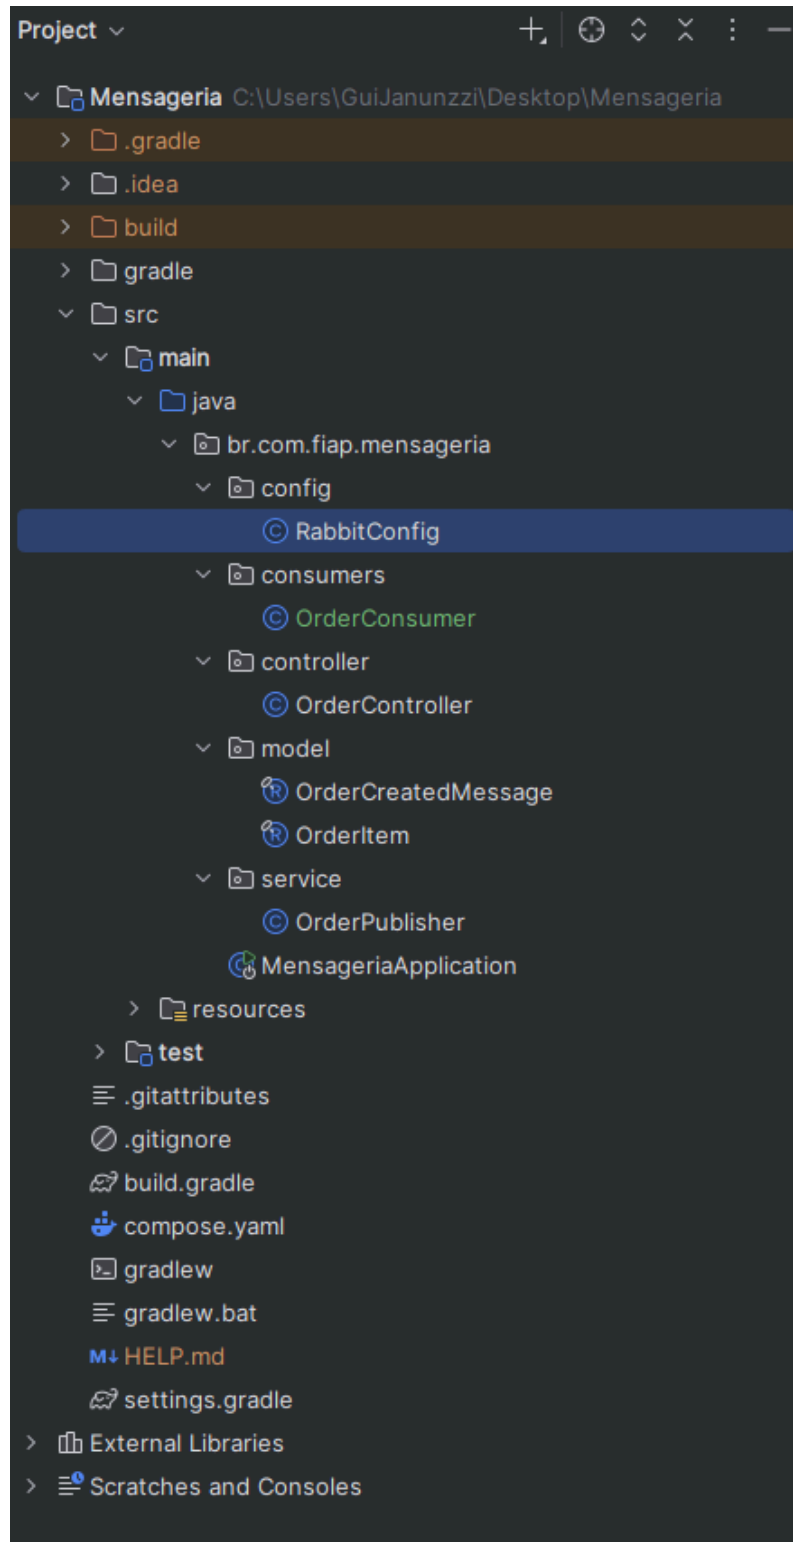 Project
Mensageria C:\Users\GuiJanunzzi\Desktop\Mensageria
.gradle
.idea
build
gradle
src
main
java
br.com.fiap.mensageria
config
RabbitConfig
consumers
OrderConsumer
controller
OrderController
model
OrderCreatedMessage
OrderItem
service
OrderPublisher
MensageriaApplication
resources
test
.gitattributes
.gitignore
build.gradle
compose.yaml
gradlew
gradlew.bat
HELP.md
settings.gradle
External Libraries
Scratches and Consoles